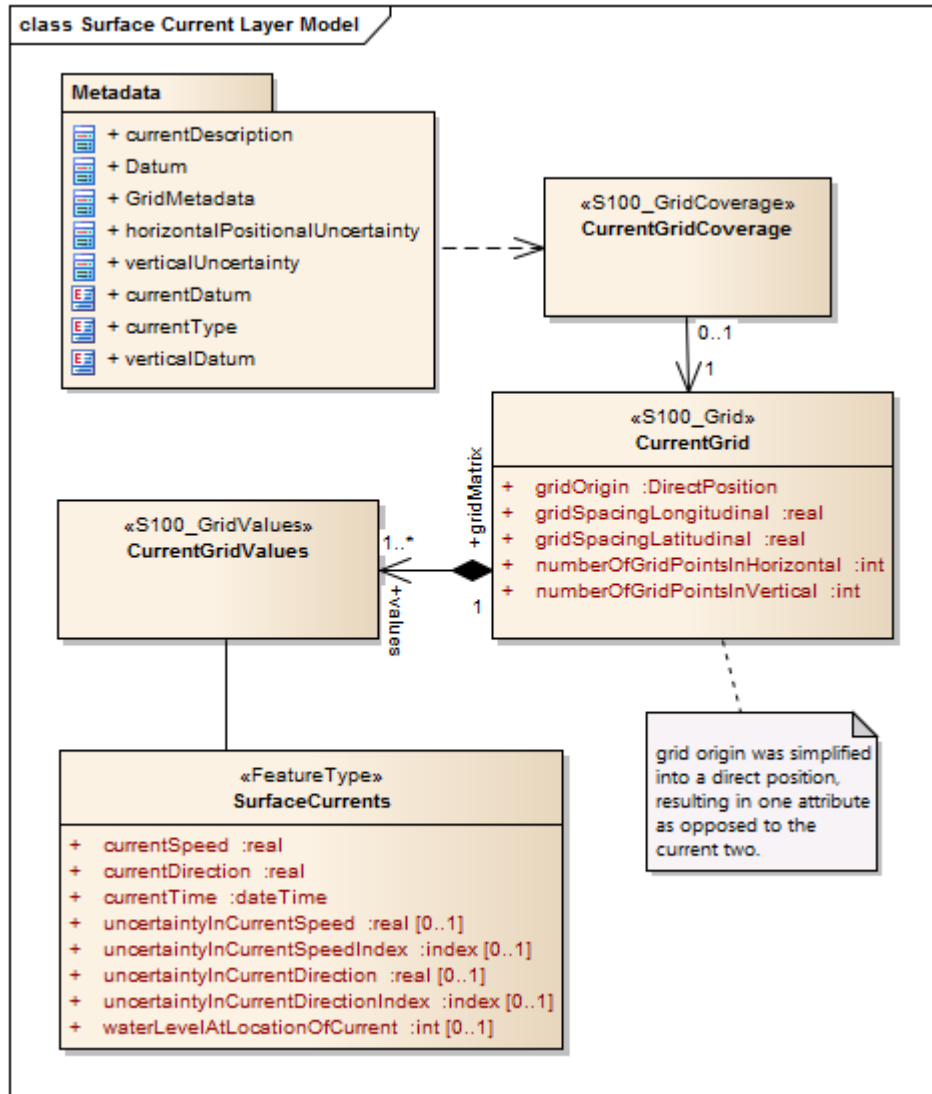 class Surface Current Layer Model
Metadata
+ currentDescription
+ Datum
+ GridMetadata
+ horizontalPositionalUncertainty
+ verticalUncertainty
+ currentDatum
+ currentType
+ verticalDatum
«S100_GridCoverage»
CurrentGridCoverage
0..1
1
«S100_Grid»
CurrentGrid
+ gridOrigin :DirectPosition
+ gridSpacingLongitudinal :real
+ gridSpacingLatitudinal :real
+ numberOfGridPointsInHorizontal :int
+ numberOfGridPointsInVertical :int
+gridMatrix
1
1..*
+values
«S100_GridValues»
CurrentGridValues
grid origin was simplified
into a direct position,
resulting in one attribute
as opposed to the
current two.
«FeatureType»
SurfaceCurrents
+ currentSpeed :real
+ currentDirection :real
+ currentTime :dateTime
+ uncertaintyInCurrentSpeed :real [0..1]
+ uncertaintyInCurrentSpeedIndex :index [0..1]
+ uncertaintyInCurrentDirection :real [0..1]
+ uncertaintyInCurrentDirectionIndex :index [0..1]
+ waterLevelAtLocationOfCurrent :int [0..1]